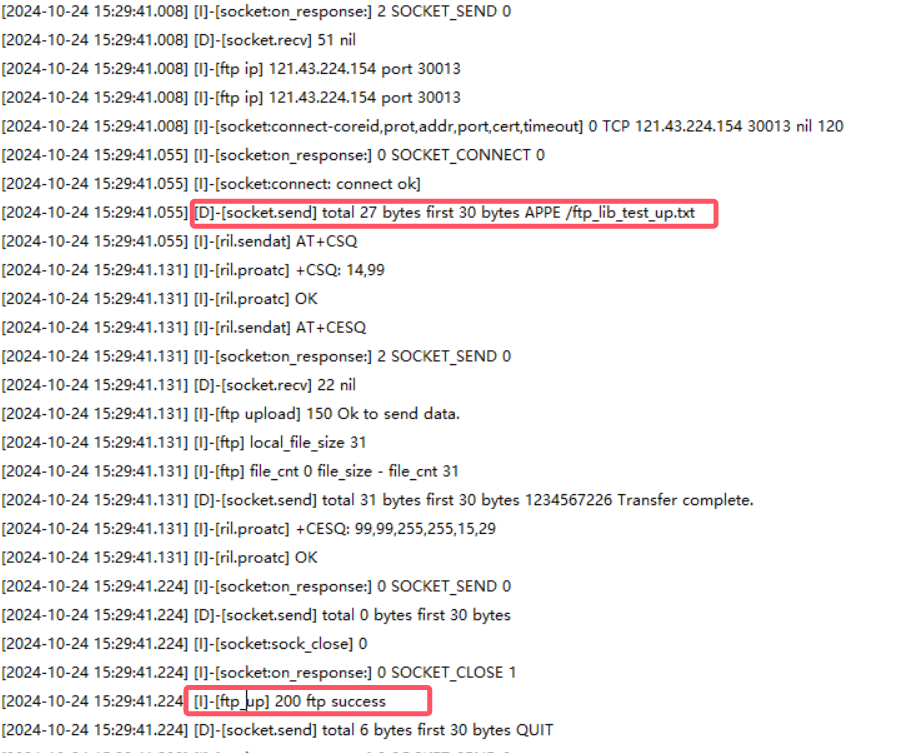 [2024-10-24 15:29:41.008] [I]-[socket:on_response:] 2 SOCKET_SEND 0
[2024-10-24 15:29:41.008] [D]-[socket.recv] 51 nil
[2024-10-24 15:29:41.008] [I]-[ftp ip] 121.43.224.154 port 30013
[2024-10-24 15:29:41.008] [I]-[ftp ip] 121.43.224.154 port 30013
[2024-10-24 15:29:41.008] [I]-[socket:connect-coreid,prot,addr,port,cert,timeout] 0 TCP 121.43.224.154 30013 nil 120
[2024-10-24 15:29:41.055] [I]-[socket:on_response:] 0 SOCKET_CONNECT 0
[2024-10-24 15:29:41.055] [I]-[socket:connect: connect ok]
[2024-10-24 15:29:41.055] [D]-[socket.send] total 27 bytes first 30 bytes APPE /ftp_lib_test_up.txt
[2024-10-24 15:29:41.055] [I]-[ril.sendat] AT+CSQ
[2024-10-24 15:29:41.131] [I]-[ril.proatc] +CSQ: 14,99
[2024-10-24 15:29:41.131] [I]-[ril.proatc] OK
[2024-10-24 15:29:41.131] [I]-[ril.sendat] AT+CESQ
[2024-10-24 15:29:41.131] [I]-[socket:on_response:] 2 SOCKET_SEND 0
[2024-10-24 15:29:41.131] [D]-[socket.recv] 22 nil
[2024-10-24 15:29:41.131] [I]-[ftp upload] 150 Ok to send data.
[2024-10-24 15:29:41.131] [I]-[ftp] local_file_size 31
[2024-10-24 15:29:41.131] [I]-[ftp] file_cnt 0 file_size - file_cnt 31
[2024-10-24 15:29:41.131] [D]-[socket.send] total 31 bytes first 30 bytes 1234567226 Transfer complete.
[2024-10-24 15:29:41.131] [I]-[ril.proatc] +CESQ: 99,99,255,255,15,29
[2024-10-24 15:29:41.131] [I]-[ril.proatc] OK
[2024-10-24 15:29:41.224] [I]-[socket:on_response:] 0 SOCKET_SEND 0
[2024-10-24 15:29:41.224] [D]-[socket.send] total 0 bytes first 30 bytes
[2024-10-24 15:29:41.224] [I]-[socket:sock_close] 0
[2024-10-24 15:29:41.224] [I]-[socket:on_response:] 0 SOCKET_CLOSE 1
[2024-10-24 15:29:41.224] [I]-[ftp_up] 200 ftp success
[2024-10-24 15:29:41.224] [D]-[socket.send] total 6 bytes first 30 bytes QUIT